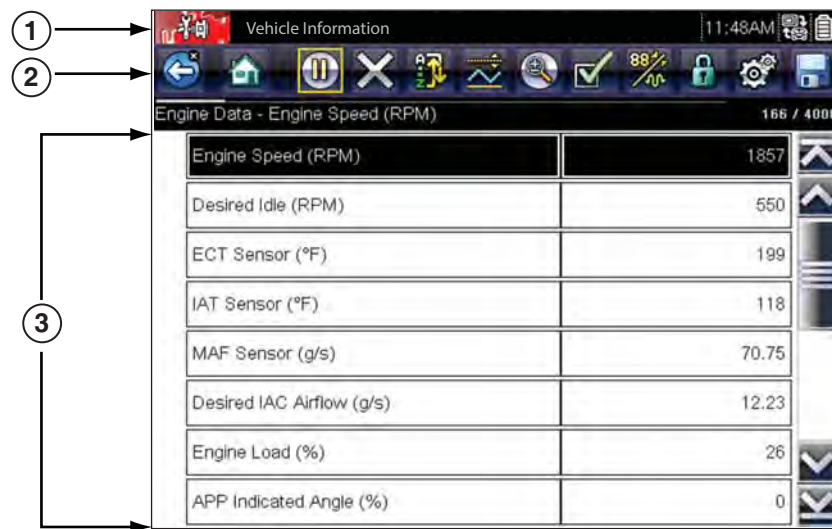 1
Vehicle Information 11:48AM
2
Engine Data - Engine Speed (RPM) 166 / 4000
3
Engine Speed (RPM) 1857
Desired Idle (RPM) 550
ECT Sensor (°F) 199
IAT Sensor (°F) 118
MAF Sensor (g/s) 70.75
Desired IAC Airflow (g/s) 12.23
Engine Load (%) 26
APP Indicated Angle (%) 0